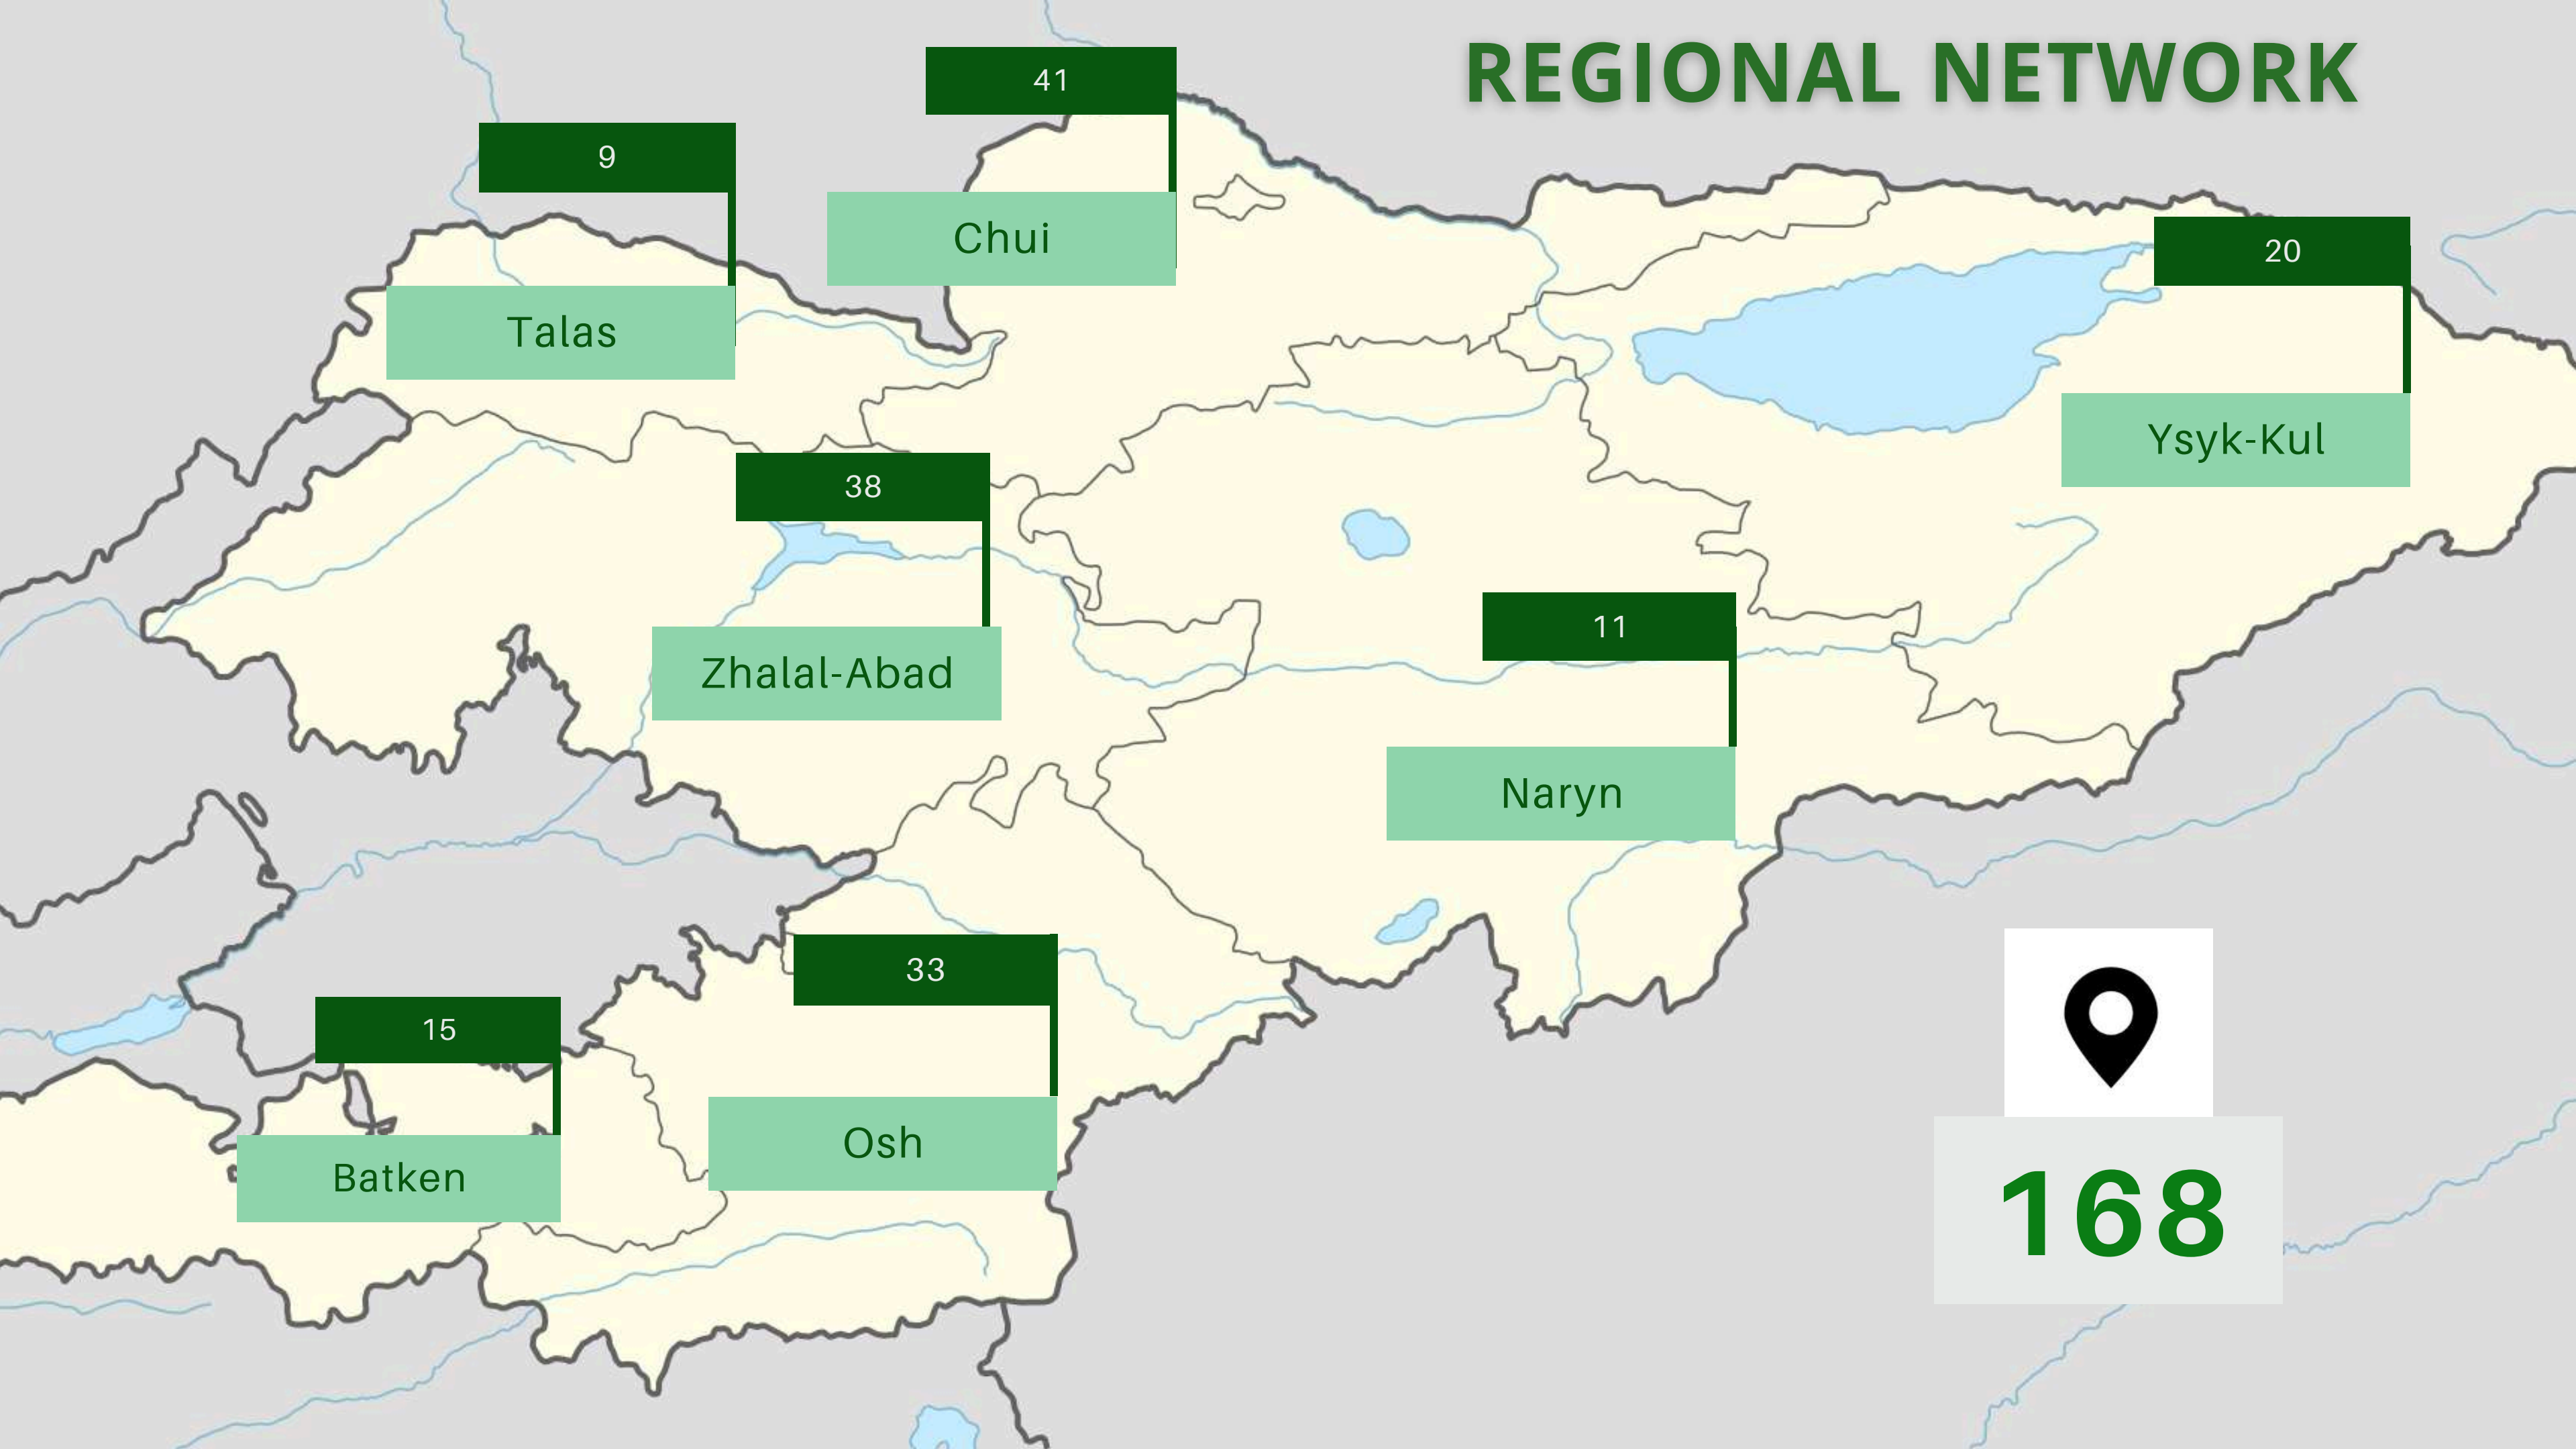 REGIONAL NETWORK
41
Chui
9
Talas
20
Ysyk-Kul
38
Zhalal-Abad
11
Naryn
33
Osh
15
Batken
168